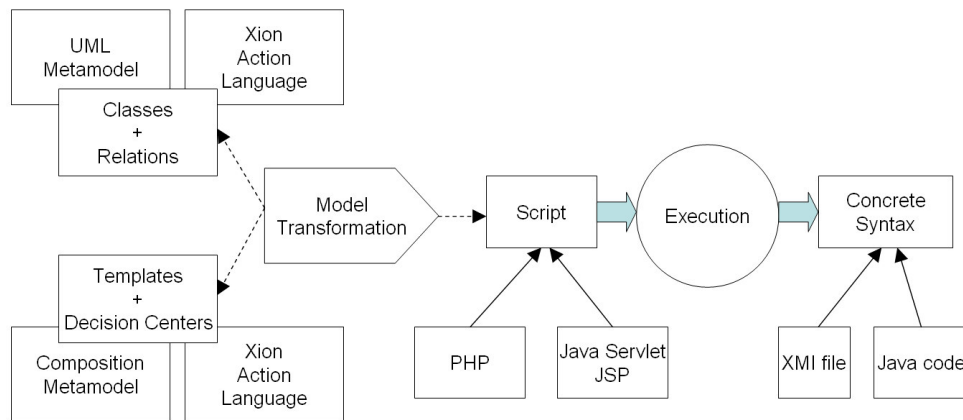 UML
Metamodel
Xion
Action
Language
Classes
+
Relations
Model
Transformation
Script
Execution
Concrete
Syntax
Templates
+
Decision Centers
Composition
Metamodel
Xion
Action
Language
PHP
Java Servlet
JSP
XMI file
Java code